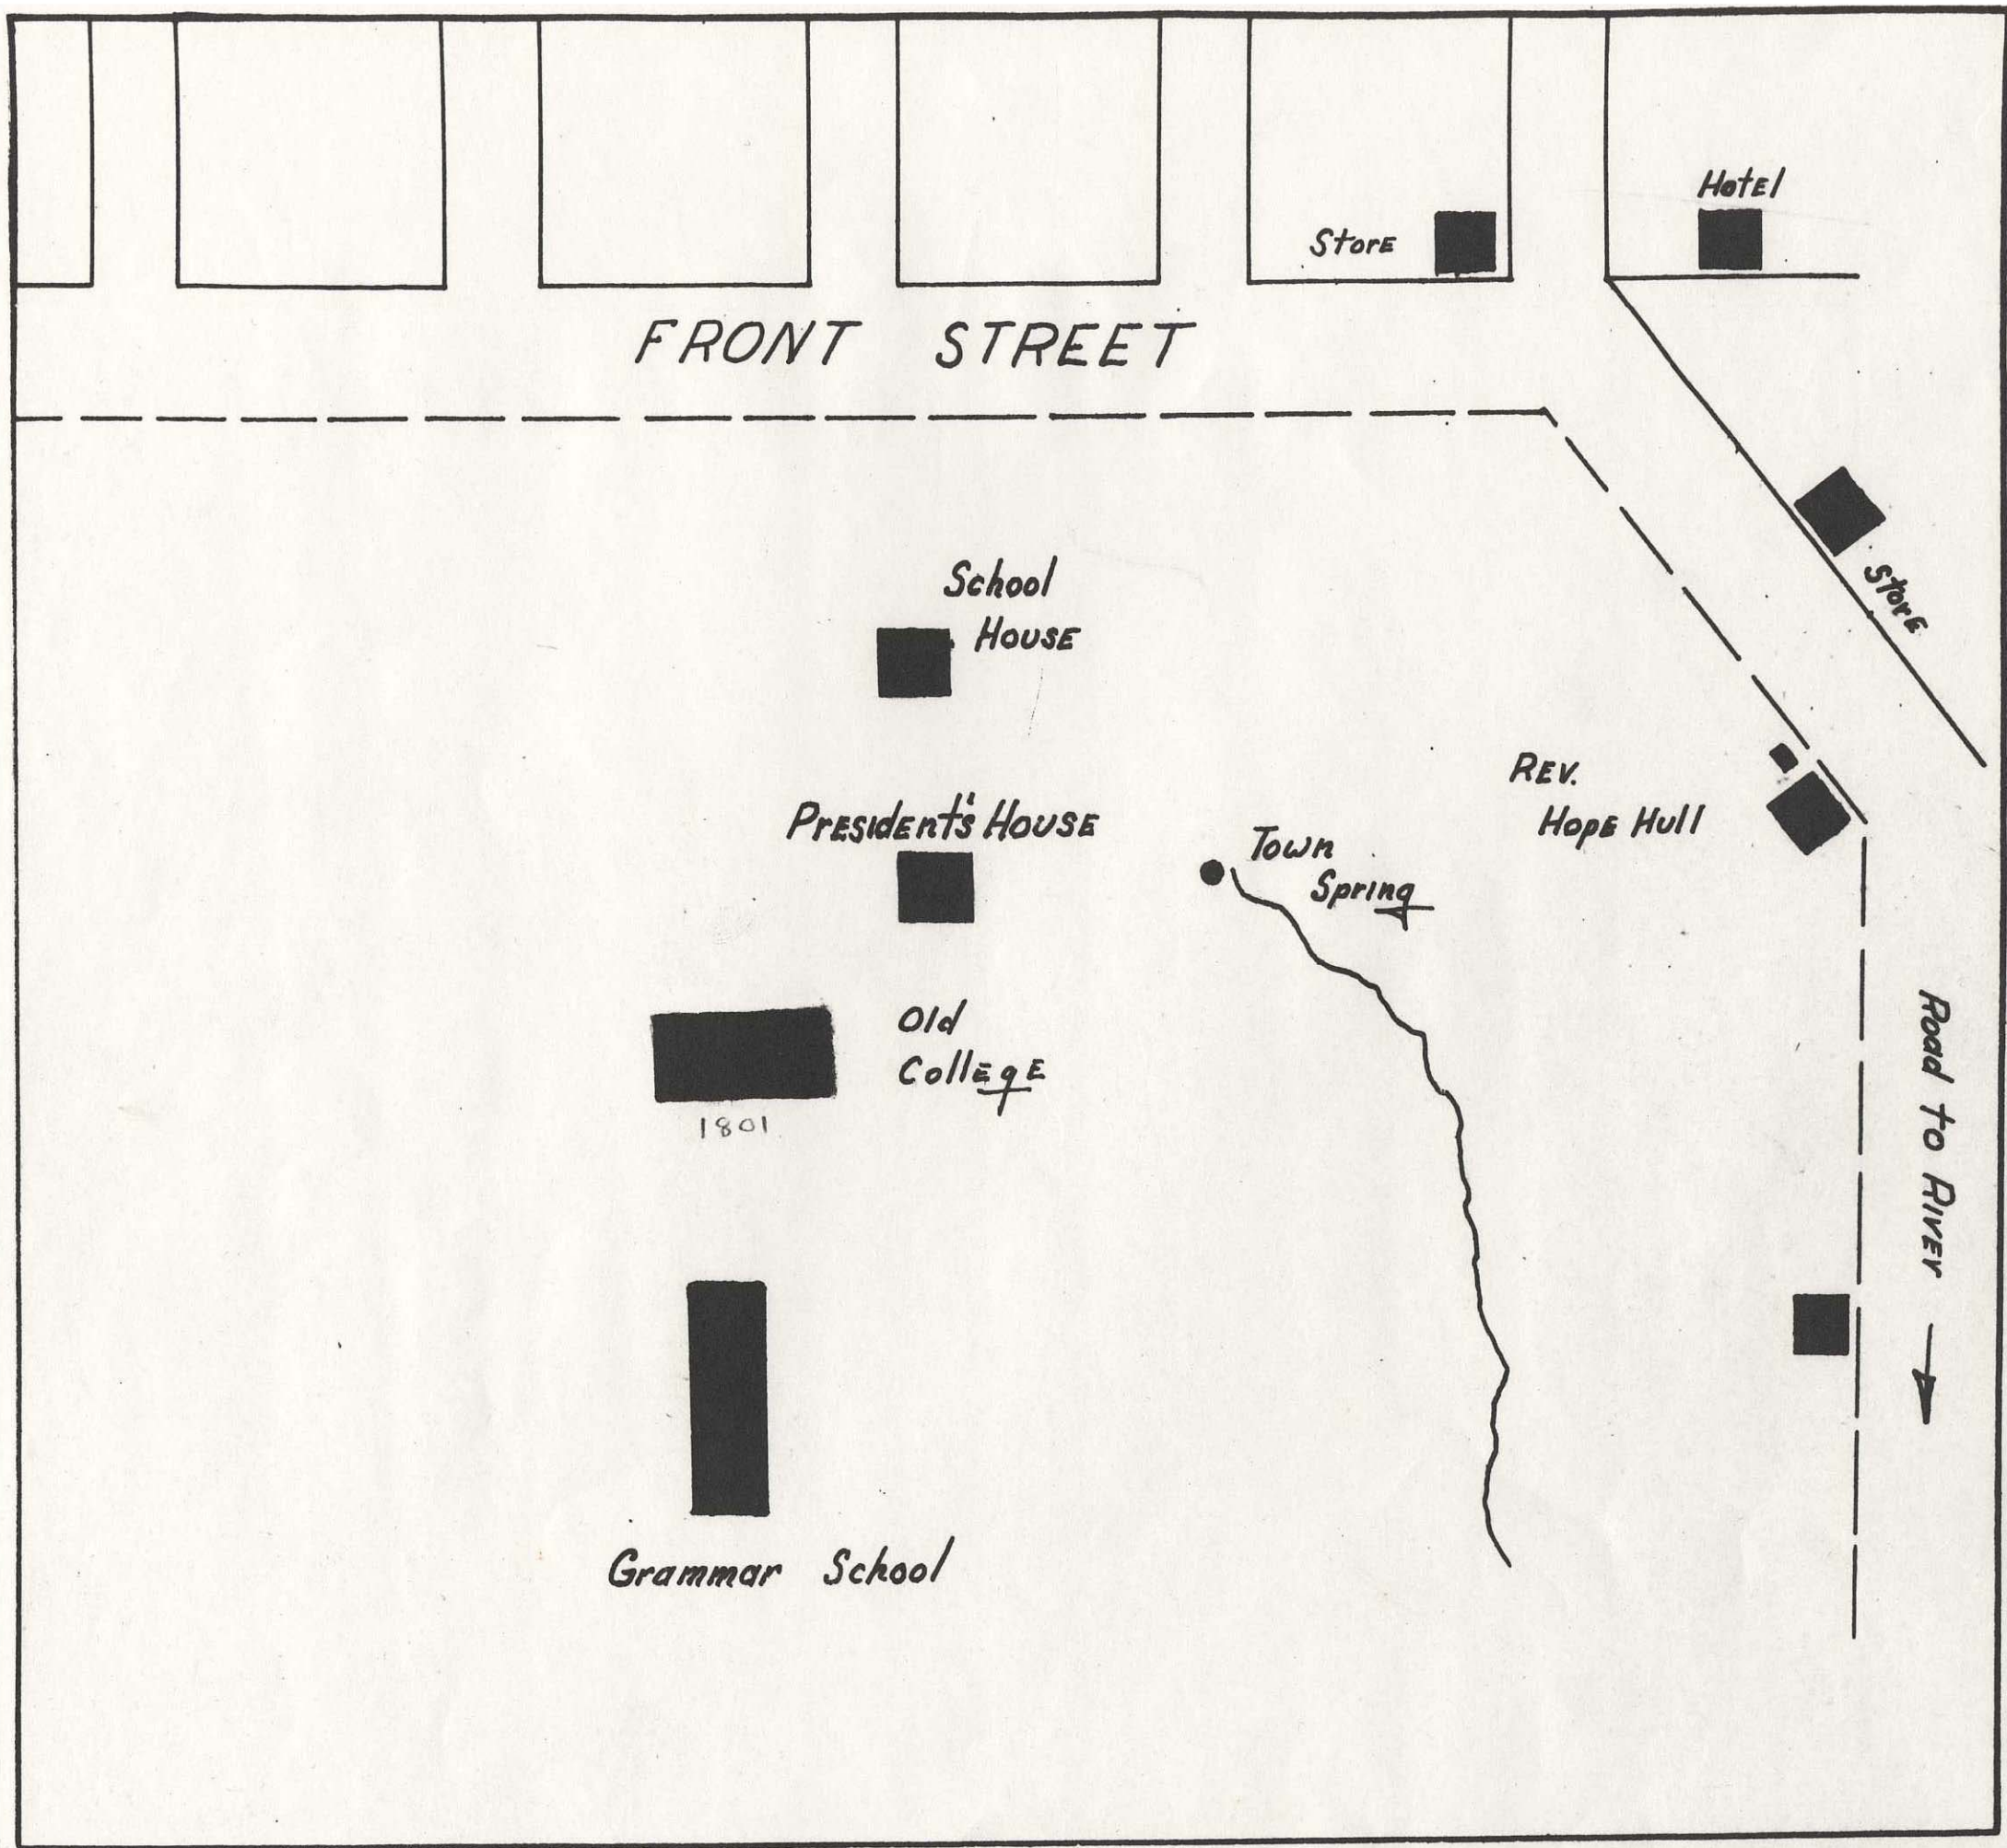 Hotel
Store
FRONT STREET
Store
School
House
President's House
Rev.
Hope Hull
Town
Spring
Old
College
1801
Road to River
Grammar School